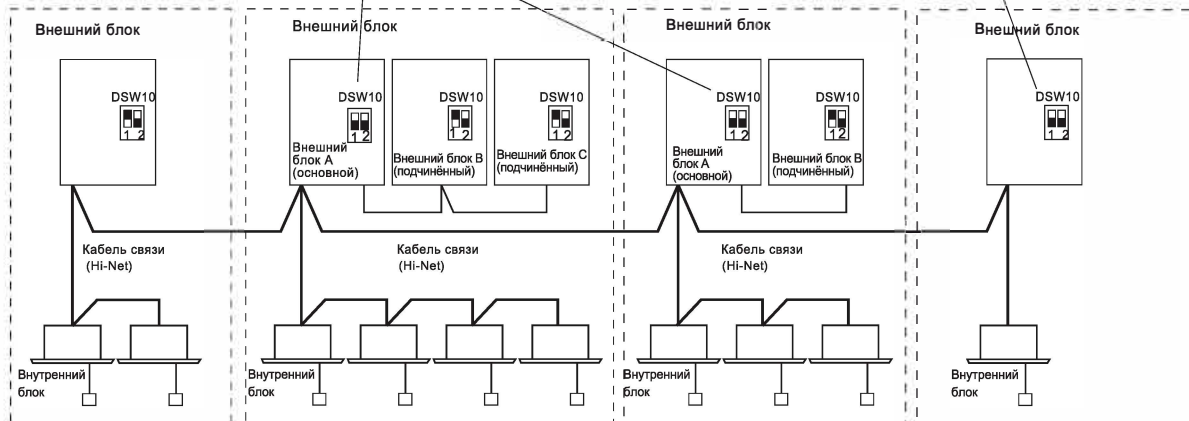 Внешний блок
DSW10
1 2
Внешний блок
DSW10
1 2
Внешний
блок A
(основной)
DSW10
1 2
Внешний блок B
(подчинённый)
DSW10
1 2
Внешний блок C
(подчинённый)
Внешний блок
DSW10
1 2
Внешний
блок A
(основной)
DSW10
1 2
Внешний блок B
(подчинённый)
Внешний блок
DSW10
1 2
Кабель связи
(Hi-Net)
Кабель связи
(Hi-Net)
Кабель связи
(Hi-Net)
Внутренний
блок
Внутренний
блок
Внутренний
блок
Внутренний
блок